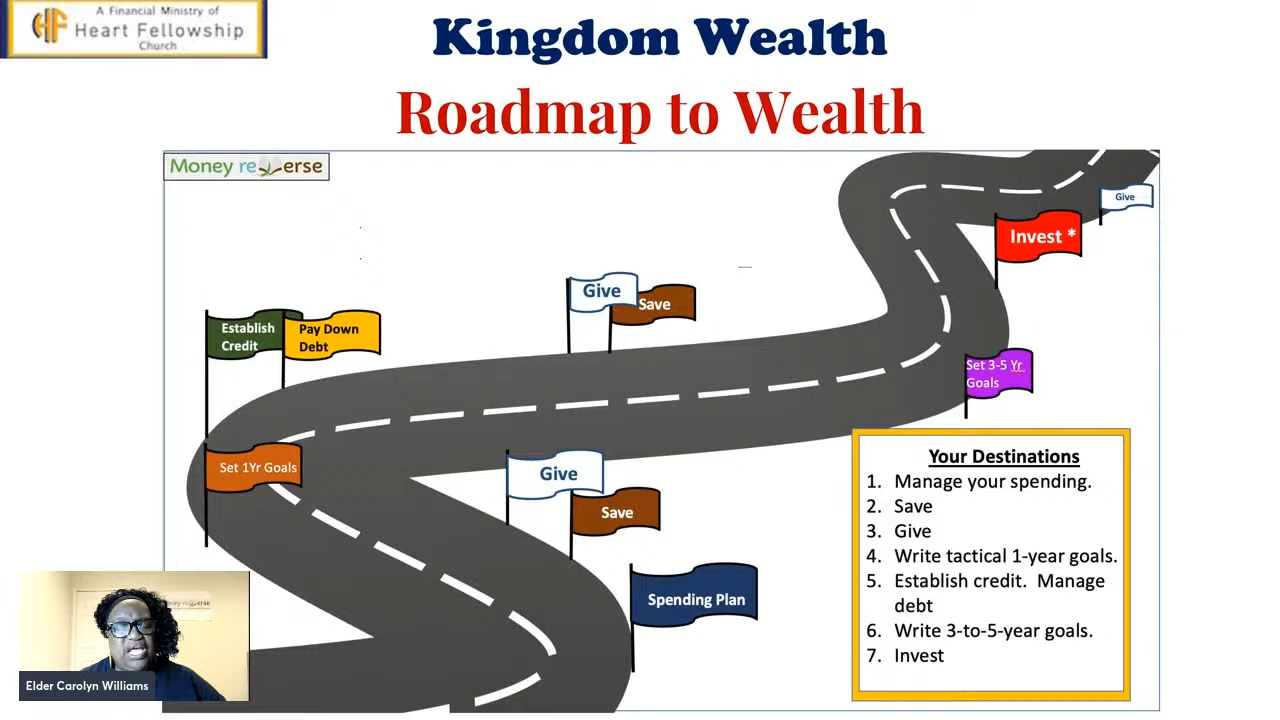 A Financial Ministry of
HF Heart Fellowship
Church
Kingdom Wealth
Roadmap to Wealth
Money reverse
Give
Invest *
Give
Save
Establish
Credit
Pay Down
Debt
Set 3-5 Yr
Goals
Set 1Yr Goals
Give
Save
Spending Plan
Your Destinations
1. Manage your spending.
2. Save
3. Give
4. Write tactical 1-year goals.
5. Establish credit. Manage
debt
6. Write 3-to-5-year goals.
7. Invest
Elder Carolyn Williams